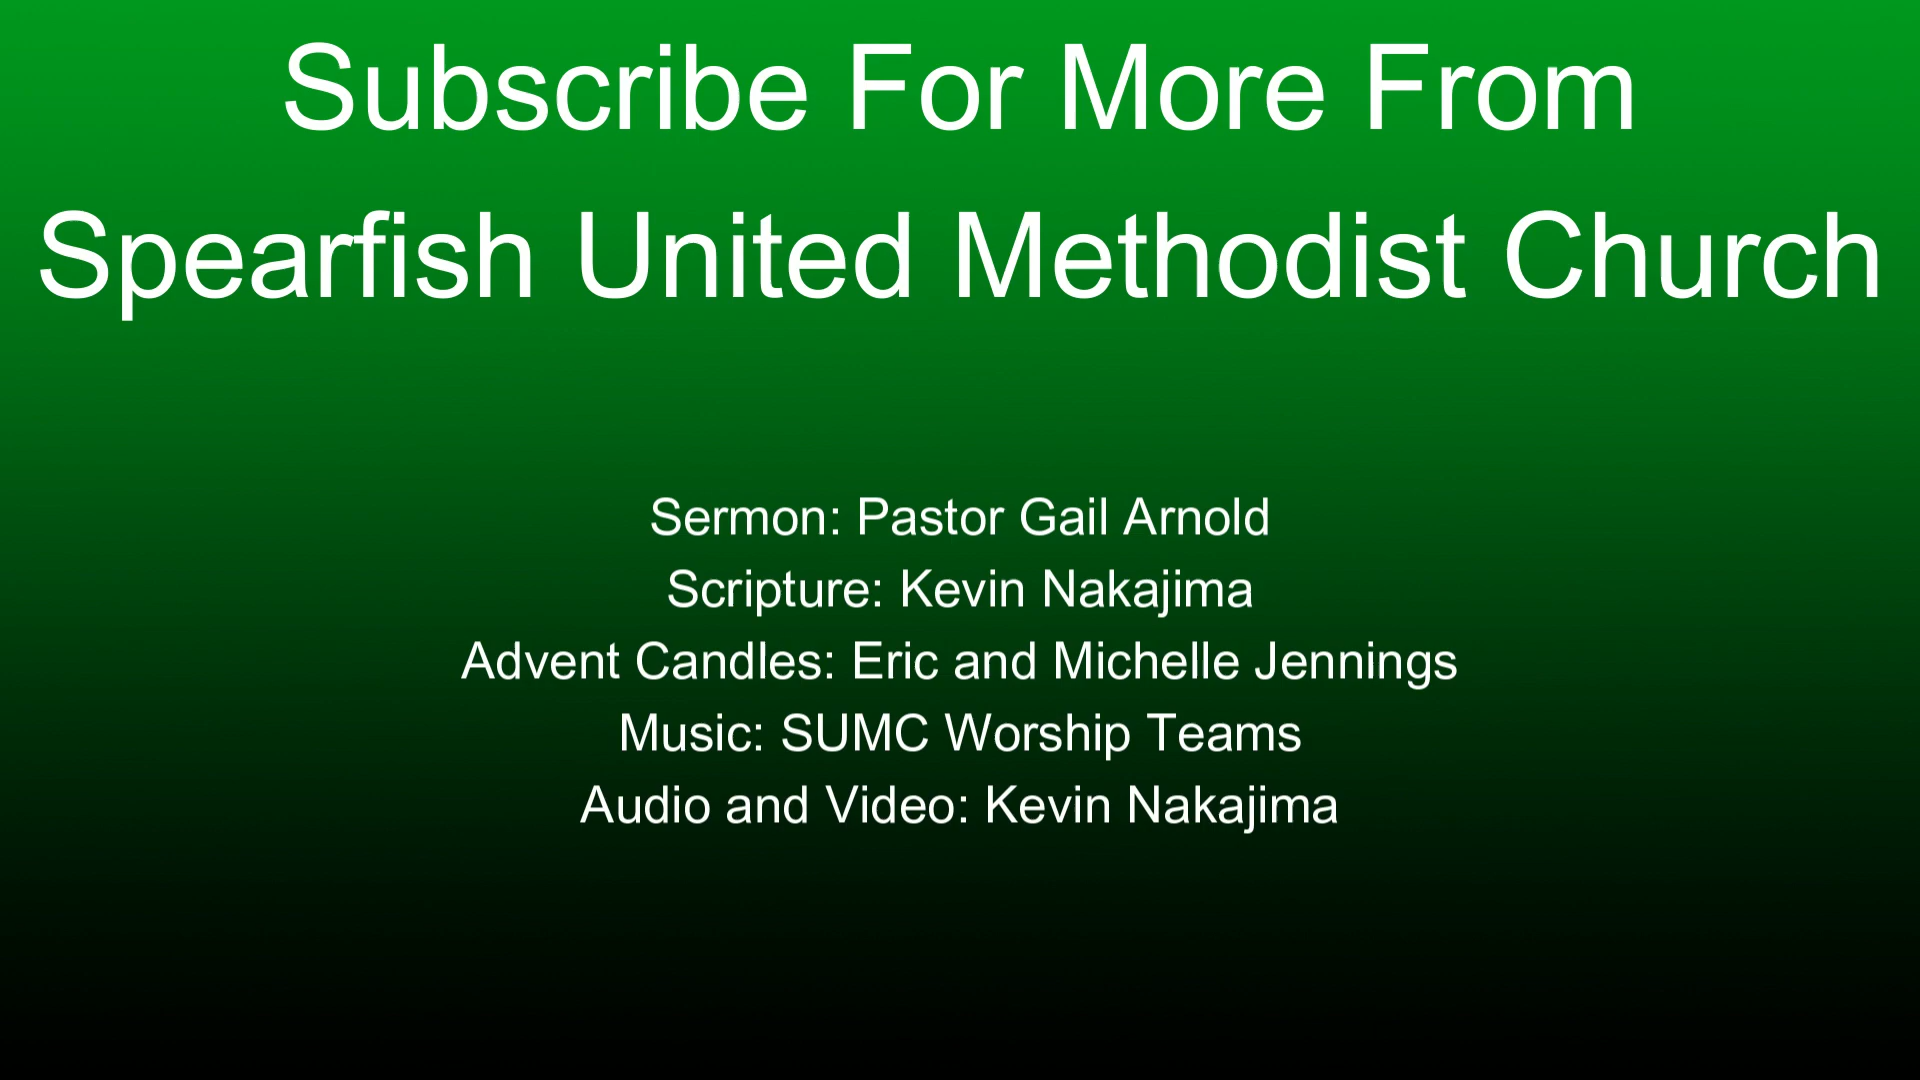 Subscribe For More From
Spearfish United Methodist Church
Sermon: Pastor Gail Arnold
Scripture: Kevin Nakajima
Advent Candles: Eric and Michelle Jennings
Music: SUMC Worship Teams
Audio and Video: Kevin Nakajima